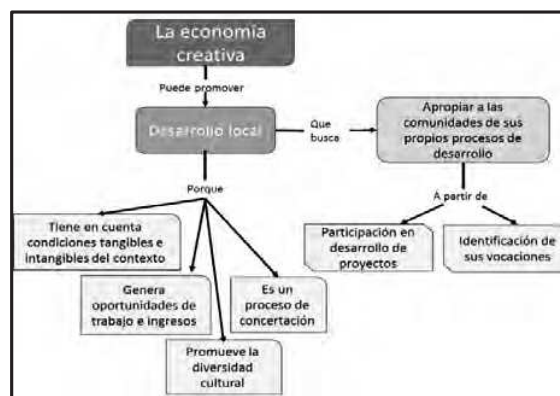 La economía
creativa
Puede promover
Desarrollo local
Que
busca
Apropiar a las
comunidades de sus
propios procesos de
desarrollo
Porque
A partir de
Tiene en cuenta
condiciones tangibles e
intangibles del contexto
Participación en
desarrollo de
proyectos
Identificación de
sus vocaciones
Genera
oportunidades de
trabajo e ingresos
Es un
proceso de
concertación
Promueve la
diversidad
cultural